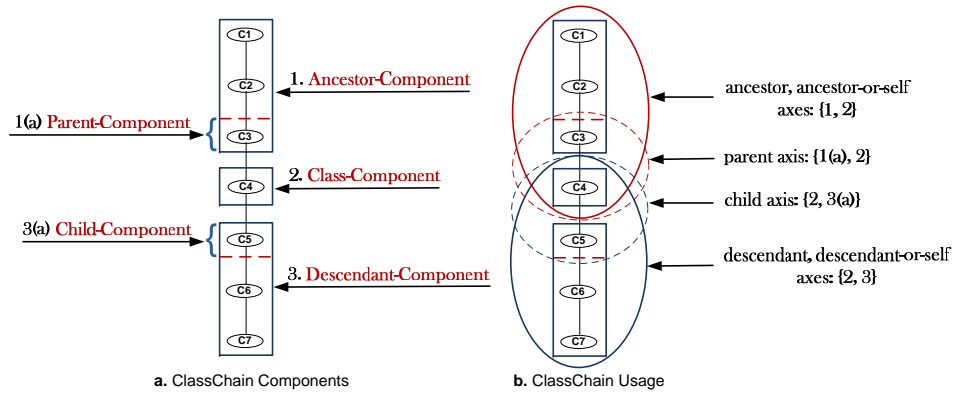 C1
C2
C3
C4
C5
C6
C7
1. Ancestor-Component
1(a) Parent-Component
2. Class-Component
3(a) Child-Component
3. Descendant-Component
a. ClassChain Components
C1
C2
C3
C4
C5
C6
C7
ancestor, ancestor-or-self
axes: {1, 2}
parent axis: {1(a), 2}
child axis: {2, 3(a)}
descendant, descendant-or-self
axes: {2, 3}
b. ClassChain Usage